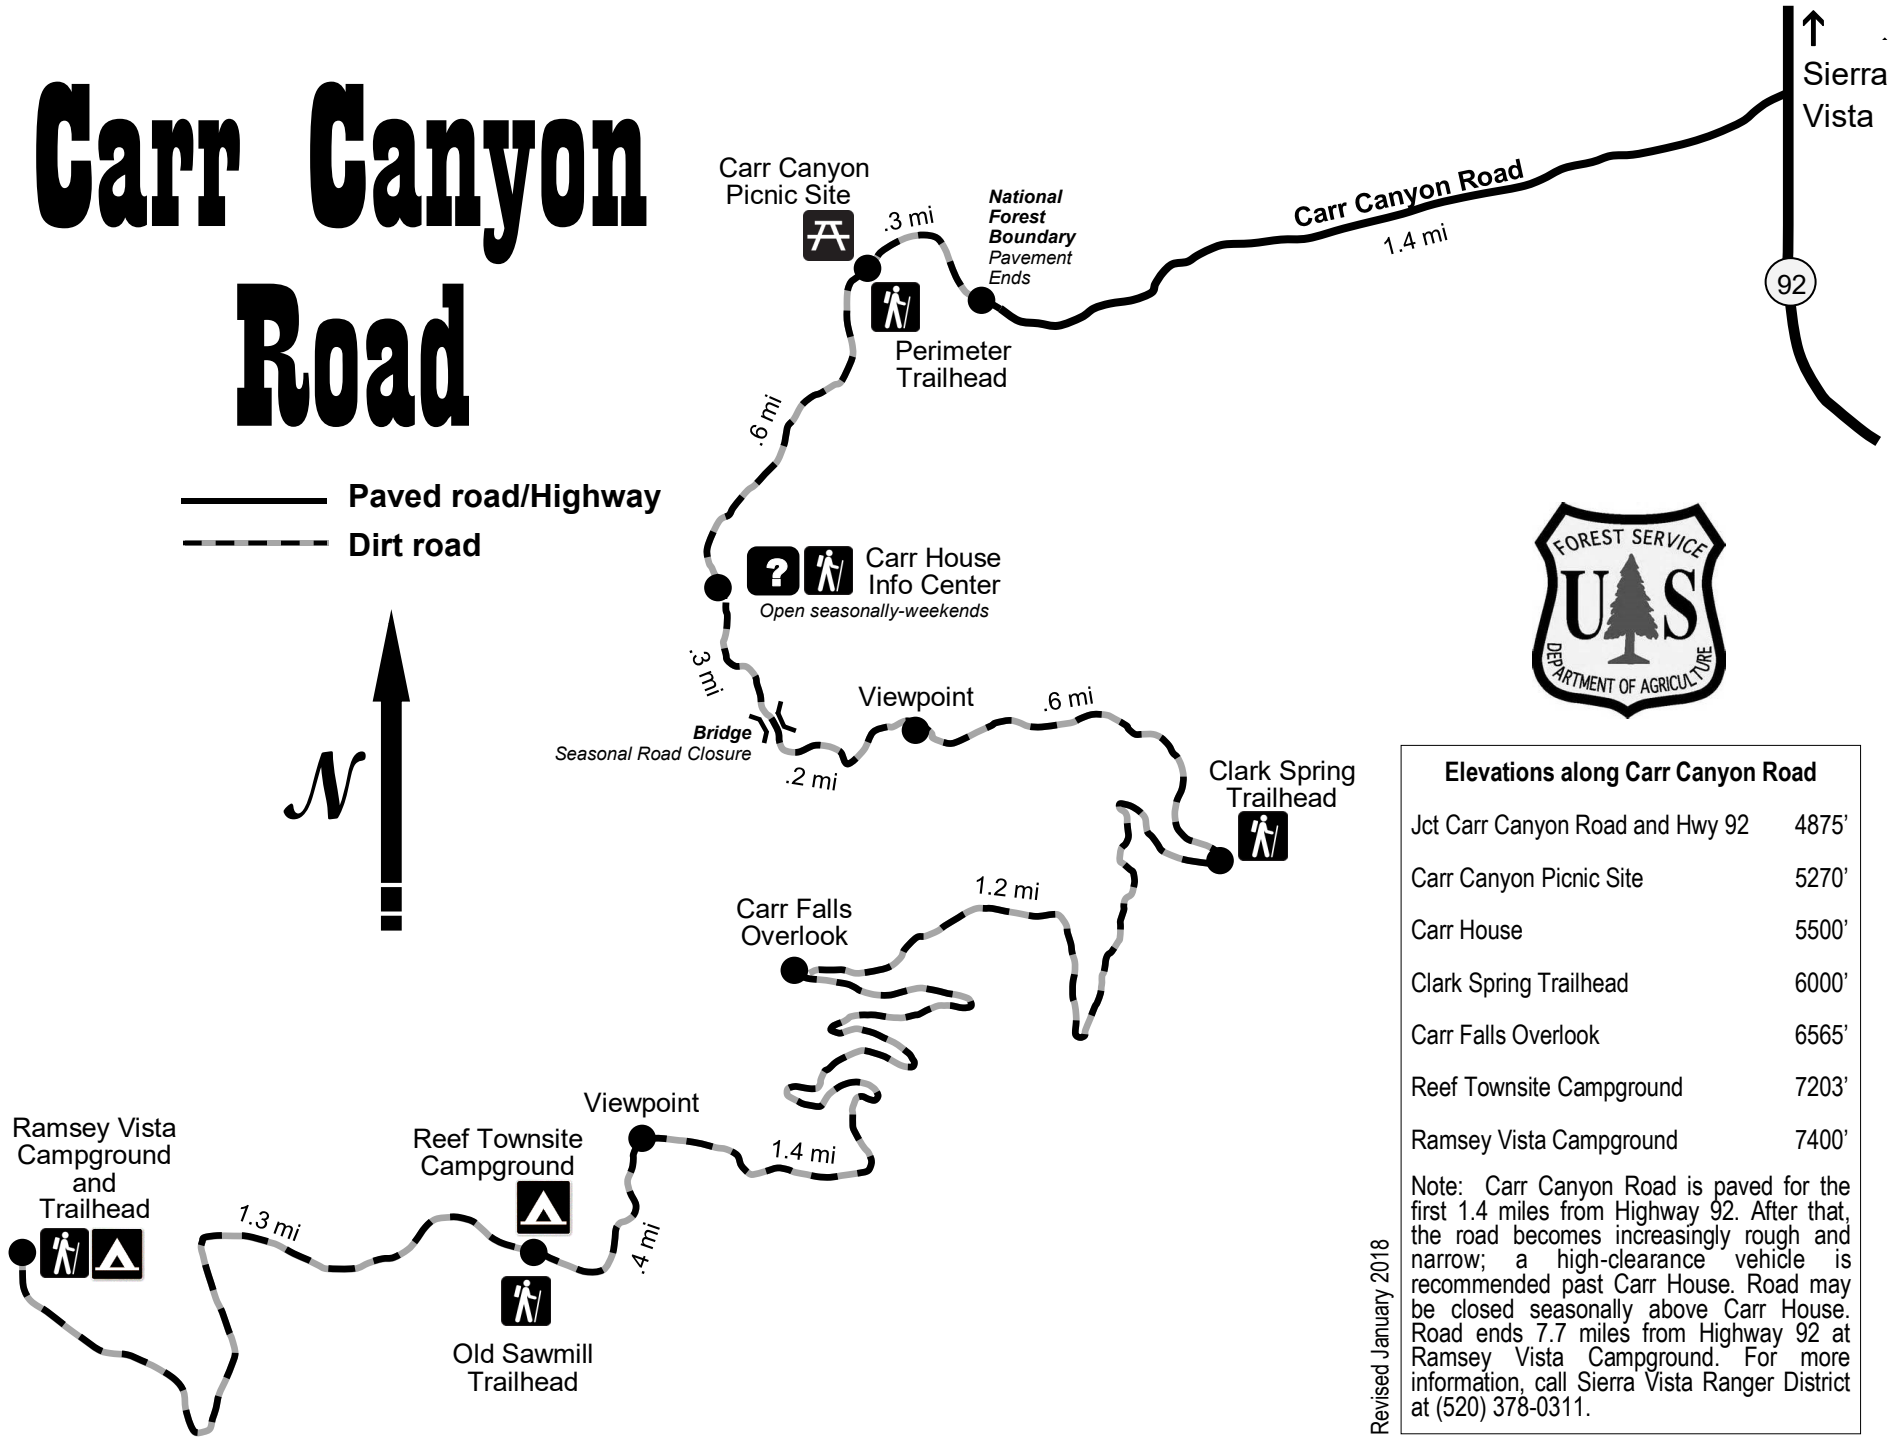 Carr Canyon
Road
Paved road/Highway
Dirt road
N
↑
Sierra
Vista
92
Carr Canyon Road
1.4 mi
National
Forest
Boundary
Pavement
Ends
.3 mi
Carr Canyon
Picnic Site
Perimeter
Trailhead
.6 mi
?
Carr House
Info Center
Open seasonally-weekends
.3 mi
Bridge
Seasonal Road Closure
.2 mi
Viewpoint
.6 mi
Clark Spring
Trailhead
1.2 mi
Carr Falls
Overlook
1.4 mi
Viewpoint
.4 mi
Reef Townsite
Campground
Old Sawmill
Trailhead
1.3 mi
Ramsey Vista
Campground
and
Trailhead
FOREST SERVICE
U S
DEPARTMENT OF AGRICULTURE
Elevations along Carr Canyon Road
Jct Carr Canyon Road and Hwy 92 4875’
Carr Canyon Picnic Site 5270’
Carr House 5500’
Clark Spring Trailhead 6000’
Carr Falls Overlook 6565’
Reef Townsite Campground 7203’
Ramsey Vista Campground 7400’
Note: Carr Canyon Road is paved for the
first 1.4 miles from Highway 92. After that,
the road becomes increasingly rough and
narrow; a high-clearance vehicle is
recommended past Carr House. Road may
be closed seasonally above Carr House.
Road ends 7.7 miles from Highway 92 at
Ramsey Vista Campground. For more
information, call Sierra Vista Ranger District
at (520) 378-0311.
Revised January 2018